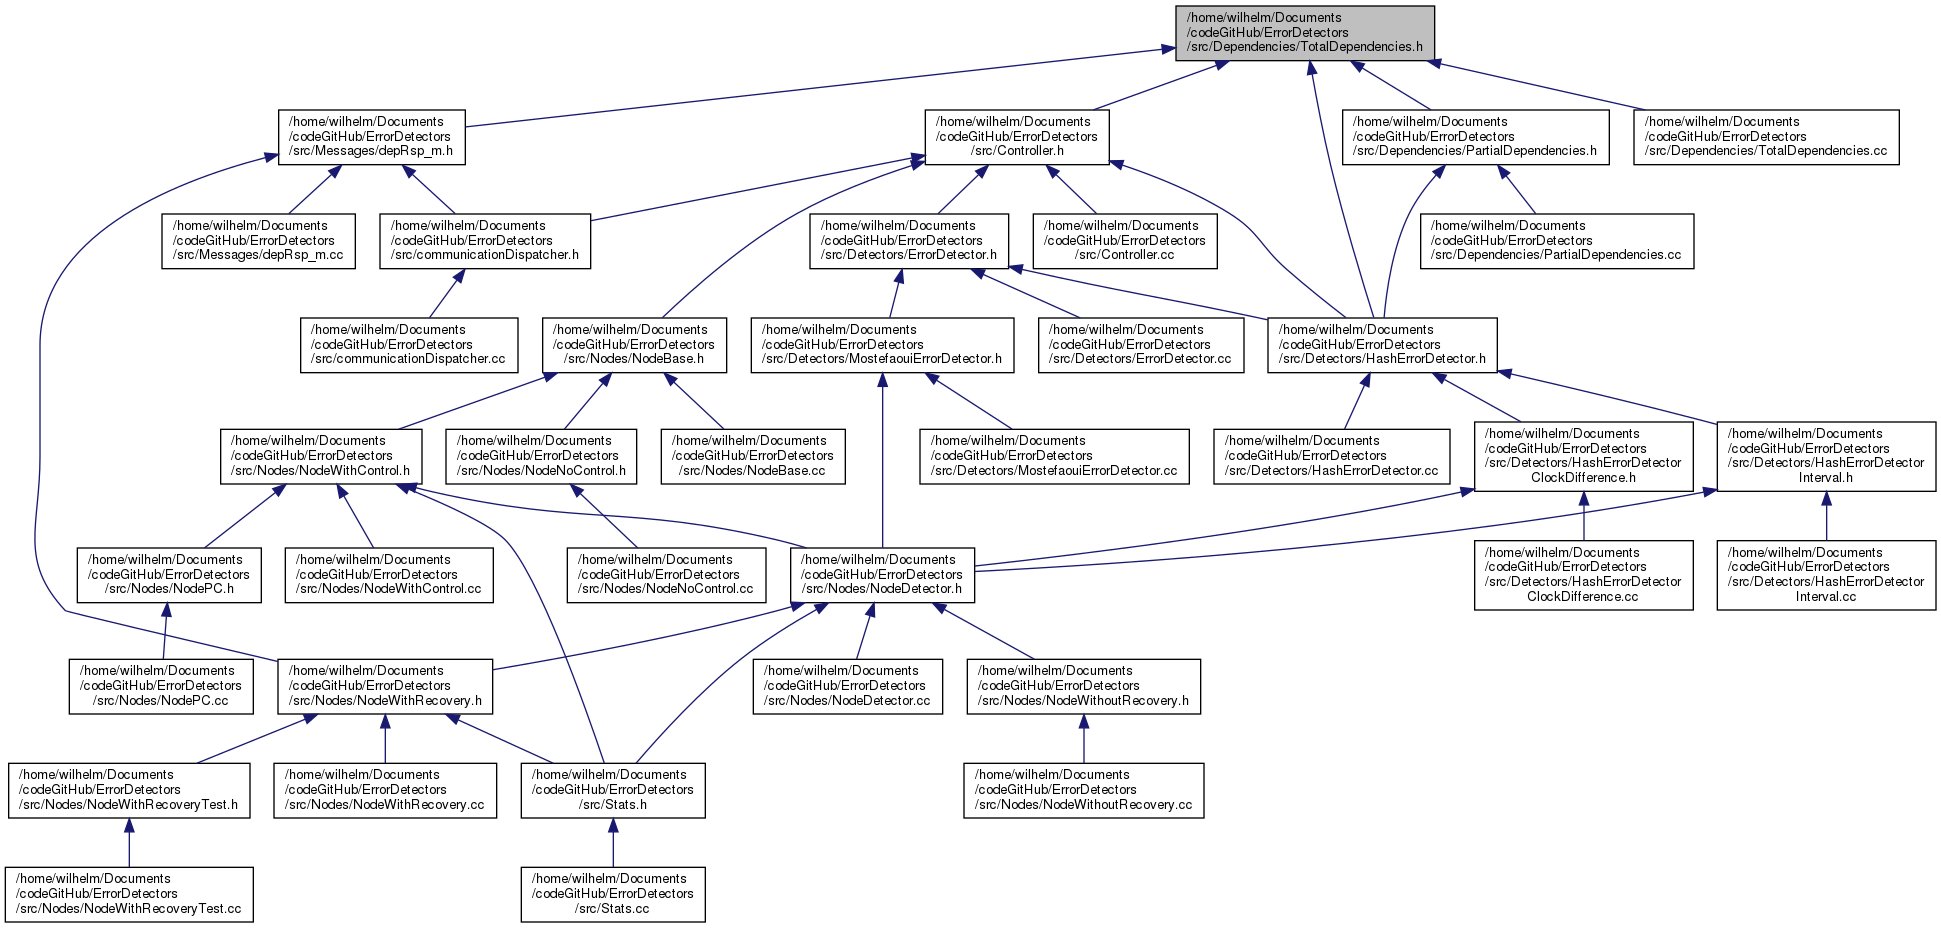 /home/wilhelm/Documents
/codeGitHub/ErrorDetectors
/src/Dependencies/TotalDependencies.h
/home/wilhelm/Documents
/codeGitHub/ErrorDetectors
/src/Messages/depRsp_m.h
/home/wilhelm/Documents
/codeGitHub/ErrorDetectors
/src/Controller.h
/home/wilhelm/Documents
/codeGitHub/ErrorDetectors
/src/Dependencies/PartialDependencies.h
/home/wilhelm/Documents
/codeGitHub/ErrorDetectors
/src/Dependencies/TotalDependencies.cc
/home/wilhelm/Documents
/codeGitHub/ErrorDetectors
/src/Messages/depRsp_m.cc
/home/wilhelm/Documents
/codeGitHub/ErrorDetectors
/src/communicationDispatcher.h
/home/wilhelm/Documents
/codeGitHub/ErrorDetectors
/src/Detectors/ErrorDetector.h
/home/wilhelm/Documents
/codeGitHub/ErrorDetectors
/src/Controller.cc
/home/wilhelm/Documents
/codeGitHub/ErrorDetectors
/src/Dependencies/PartialDependencies.cc
/home/wilhelm/Documents
/codeGitHub/ErrorDetectors
/src/communicationDispatcher.cc
/home/wilhelm/Documents
/codeGitHub/ErrorDetectors
/src/Nodes/NodeBase.h
/home/wilhelm/Documents
/codeGitHub/ErrorDetectors
/src/Detectors/MostefaouiErrorDetector.h
/home/wilhelm/Documents
/codeGitHub/ErrorDetectors
/src/Detectors/ErrorDetector.cc
/home/wilhelm/Documents
/codeGitHub/ErrorDetectors
/src/Detectors/HashErrorDetector.h
/home/wilhelm/Documents
/codeGitHub/ErrorDetectors
/src/Nodes/NodeWithControl.h
/home/wilhelm/Documents
/codeGitHub/ErrorDetectors
/src/Nodes/NodeNoControl.h
/home/wilhelm/Documents
/codeGitHub/ErrorDetectors
/src/Nodes/NodeBase.cc
/home/wilhelm/Documents
/codeGitHub/ErrorDetectors
/src/Detectors/MostefaouiErrorDetector.cc
/home/wilhelm/Documents
/codeGitHub/ErrorDetectors
/src/Detectors/HashErrorDetector.cc
/home/wilhelm/Documents
/codeGitHub/ErrorDetectors
/src/Detectors/HashErrorDetector
ClockDifference.h
/home/wilhelm/Documents
/codeGitHub/ErrorDetectors
/src/Detectors/HashErrorDetector
Interval.h
/home/wilhelm/Documents
/codeGitHub/ErrorDetectors
/src/Nodes/NodePC.h
/home/wilhelm/Documents
/codeGitHub/ErrorDetectors
/src/Nodes/NodeWithControl.cc
/home/wilhelm/Documents
/codeGitHub/ErrorDetectors
/src/Nodes/NodeNoControl.cc
/home/wilhelm/Documents
/codeGitHub/ErrorDetectors
/src/Nodes/NodeDetector.h
/home/wilhelm/Documents
/codeGitHub/ErrorDetectors
/src/Detectors/HashErrorDetector
ClockDifference.cc
/home/wilhelm/Documents
/codeGitHub/ErrorDetectors
/src/Detectors/HashErrorDetector
Interval.cc
/home/wilhelm/Documents
/codeGitHub/ErrorDetectors
/src/Nodes/NodePC.cc
/home/wilhelm/Documents
/codeGitHub/ErrorDetectors
/src/Nodes/NodeWithRecovery.h
/home/wilhelm/Documents
/codeGitHub/ErrorDetectors
/src/Nodes/NodeDetector.cc
/home/wilhelm/Documents
/codeGitHub/ErrorDetectors
/src/Nodes/NodeWithoutRecovery.h
/home/wilhelm/Documents
/codeGitHub/ErrorDetectors
/src/Nodes/NodeWithRecoveryTest.h
/home/wilhelm/Documents
/codeGitHub/ErrorDetectors
/src/Nodes/NodeWithRecovery.cc
/home/wilhelm/Documents
/codeGitHub/ErrorDetectors
/src/Stats.h
/home/wilhelm/Documents
/codeGitHub/ErrorDetectors
/src/Nodes/NodeWithoutRecovery.cc
/home/wilhelm/Documents
/codeGitHub/ErrorDetectors
/src/Nodes/NodeWithRecoveryTest.cc
/home/wilhelm/Documents
/codeGitHub/ErrorDetectors
/src/Stats.cc